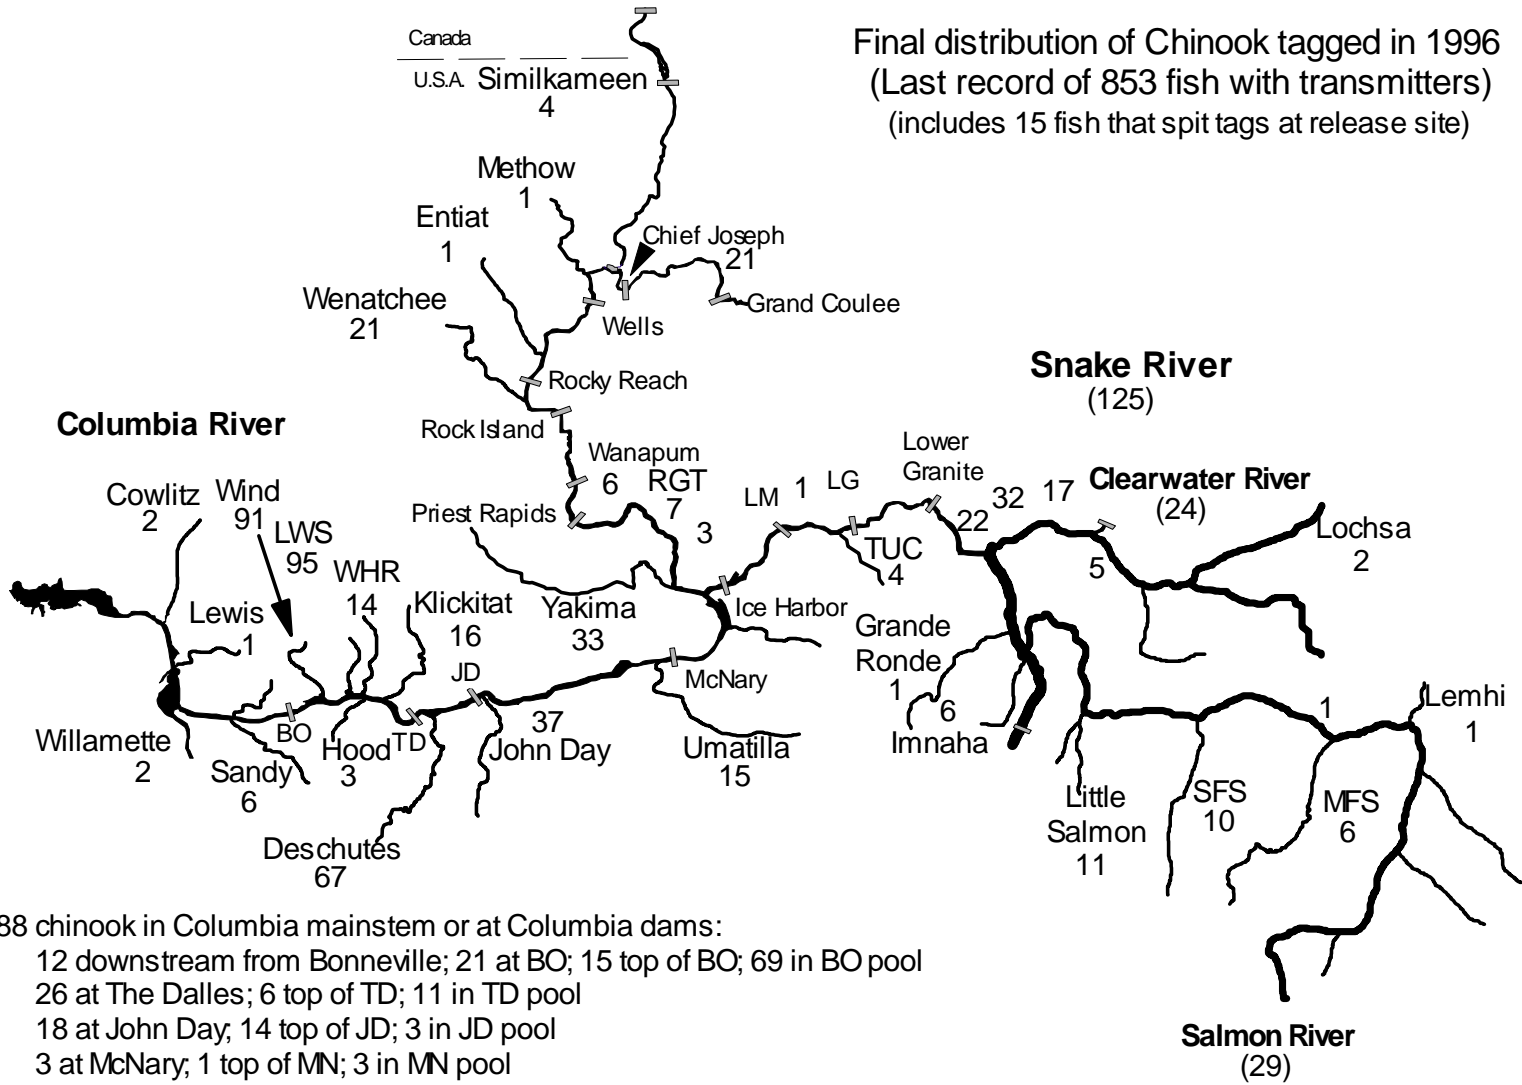 Final distribution of Chinook tagged in 1996
(Last record of 853 fish with transmitters)
(includes 15 fish that spit tags at release site)
Canada
U.S.A.
Similkameen
4
Methow
1
Entiat
1
Chief Joseph
21
Wenatchee
21
Grand Coulee
Wells
Rocky Reach
Rock Island
Snake River
(125)
Columbia River
Wanapum
6
RGT
7
3
Priest Rapids
LM
1
LG
Lower
Granite
22
32
17
Clearwater River
(24)
Lochsa
2
5
TUC
4
Cowlitz
2
Wind
91
LWS
95
WHR
14
Lewis
1
Klickitat
16
JD
Yakima
33
Ice Harbor
McNary
Grande
Ronde
1
6
Imnaha
1
Lemhi
1
Willamette
2
BO
Sandy
6
Hood
3
TD
37
John Day
Umatilla
15
Deschutes
67
Little
Salmon
11
SFS
10
MFS
6
Salmon River
(29)
88 chinook in Columbia mainstem or at Columbia dams:
12 downstream from Bonneville; 21 at BO; 15 top of BO; 69 in BO pool
26 at The Dalles; 6 top of TD; 11 in TD pool
18 at John Day; 14 top of JD; 3 in JD pool
3 at McNary; 1 top of MN; 3 in MN pool